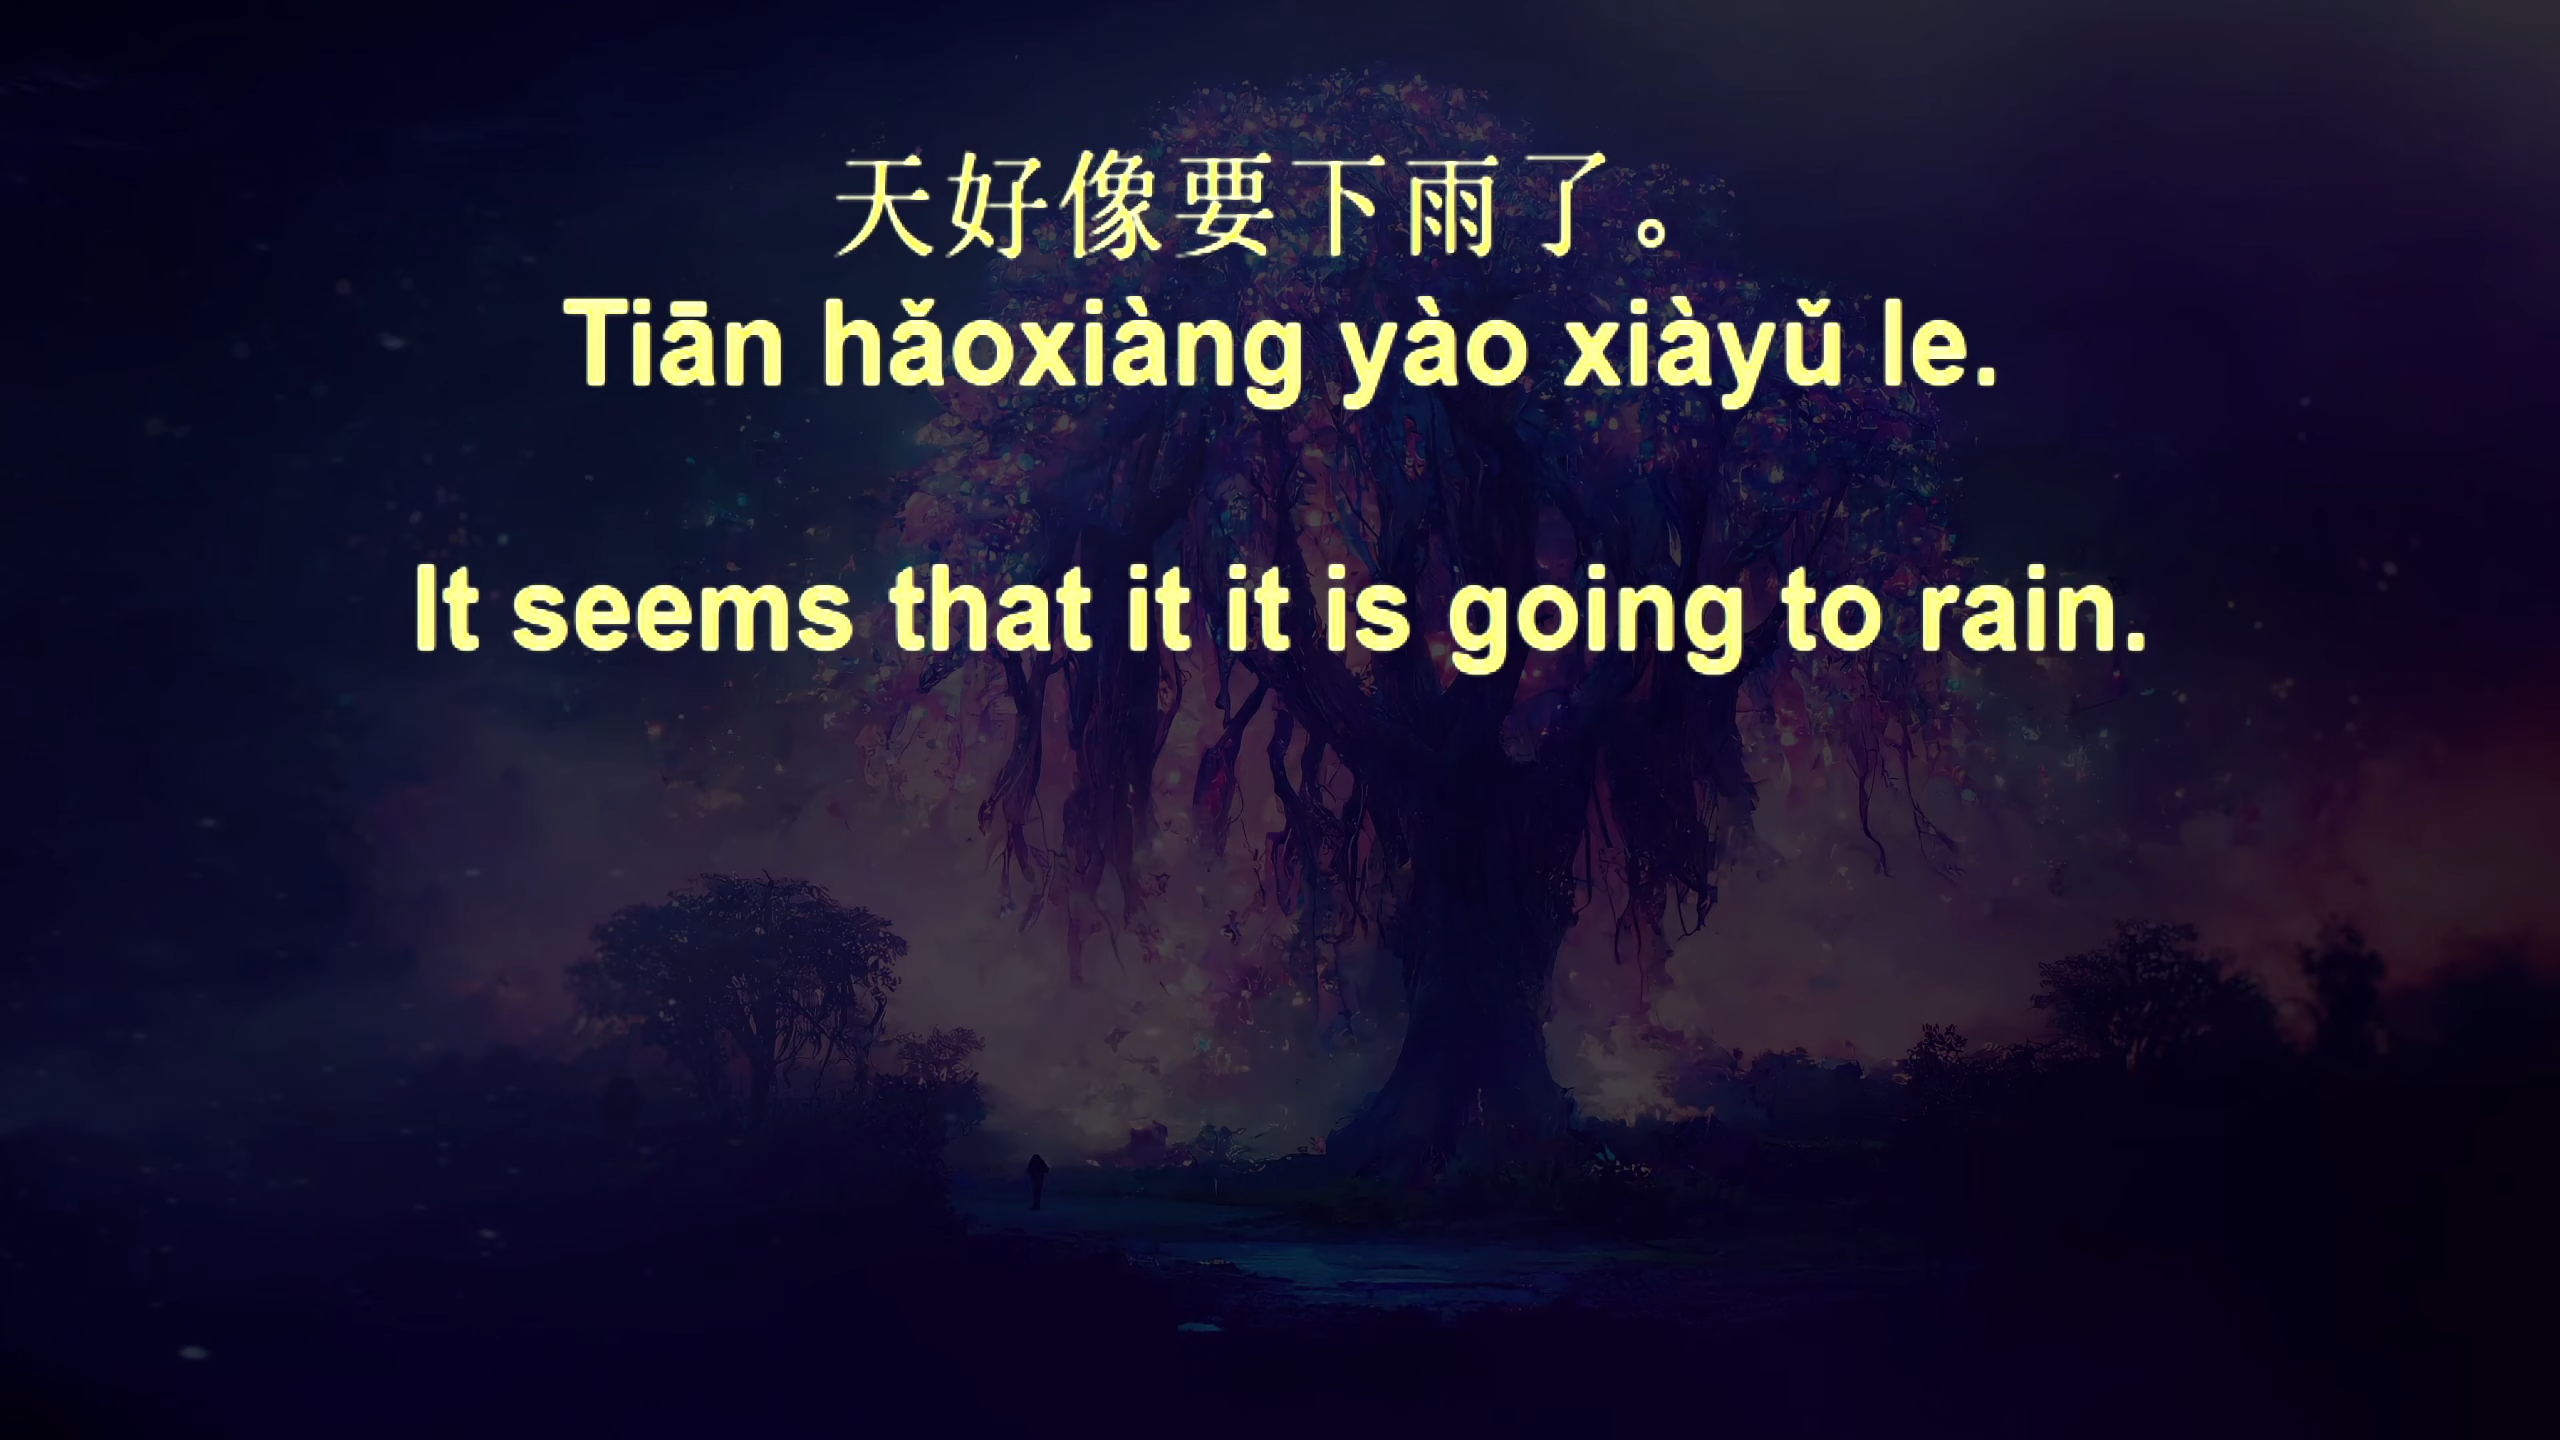 天好像要下雨了。
Tiān hǎoxiàng yào xiàyǔ le.
It seems that it it is going to rain.